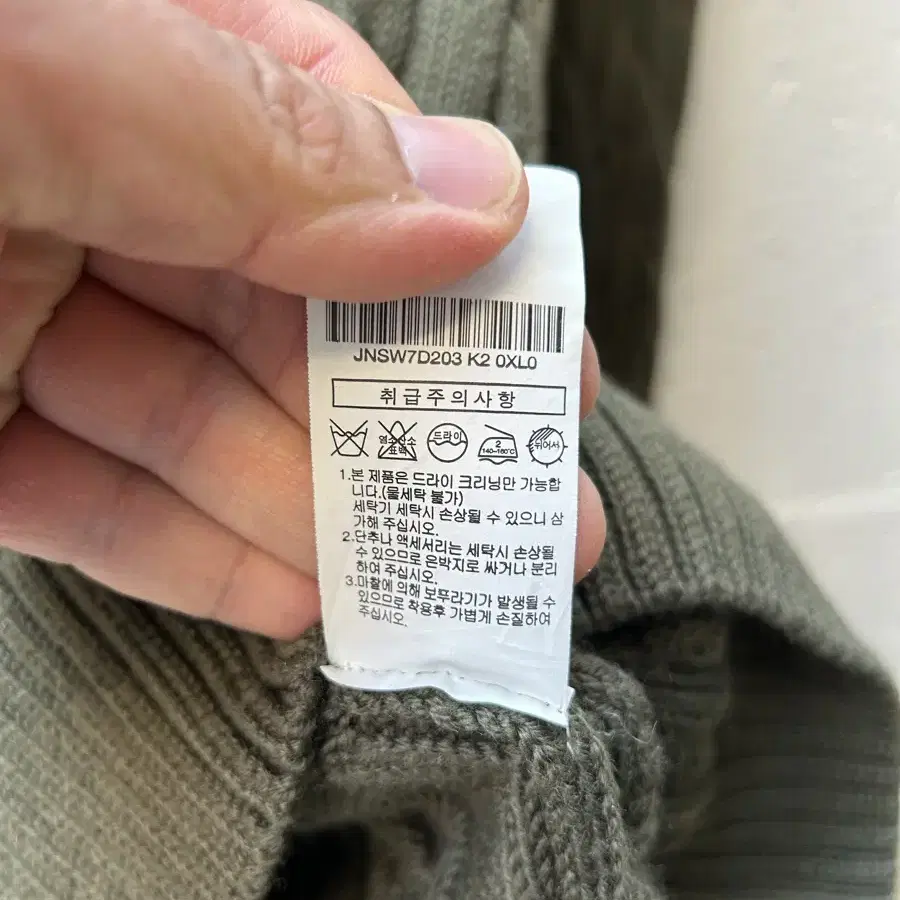 JNSW7D203 K2 0XL0
취급주의사항
염소산소
표백
드라이
2
140~160℃
뉘어서
1.본 제품은 드라이 크리닝만 가능합
니다.(물세탁 불가)
세탁기 세탁시 손상될 수 있으니 삼
가해 주십시오.
2.단추나 액세서리는 세탁시 손상될
수 있으므로 은박지로 싸거나 분리
하여 주십시오.
3.마찰에 의해 보푸라기가 발생될 수
있으므로 착용후 가볍게 손질하여
주십시오.